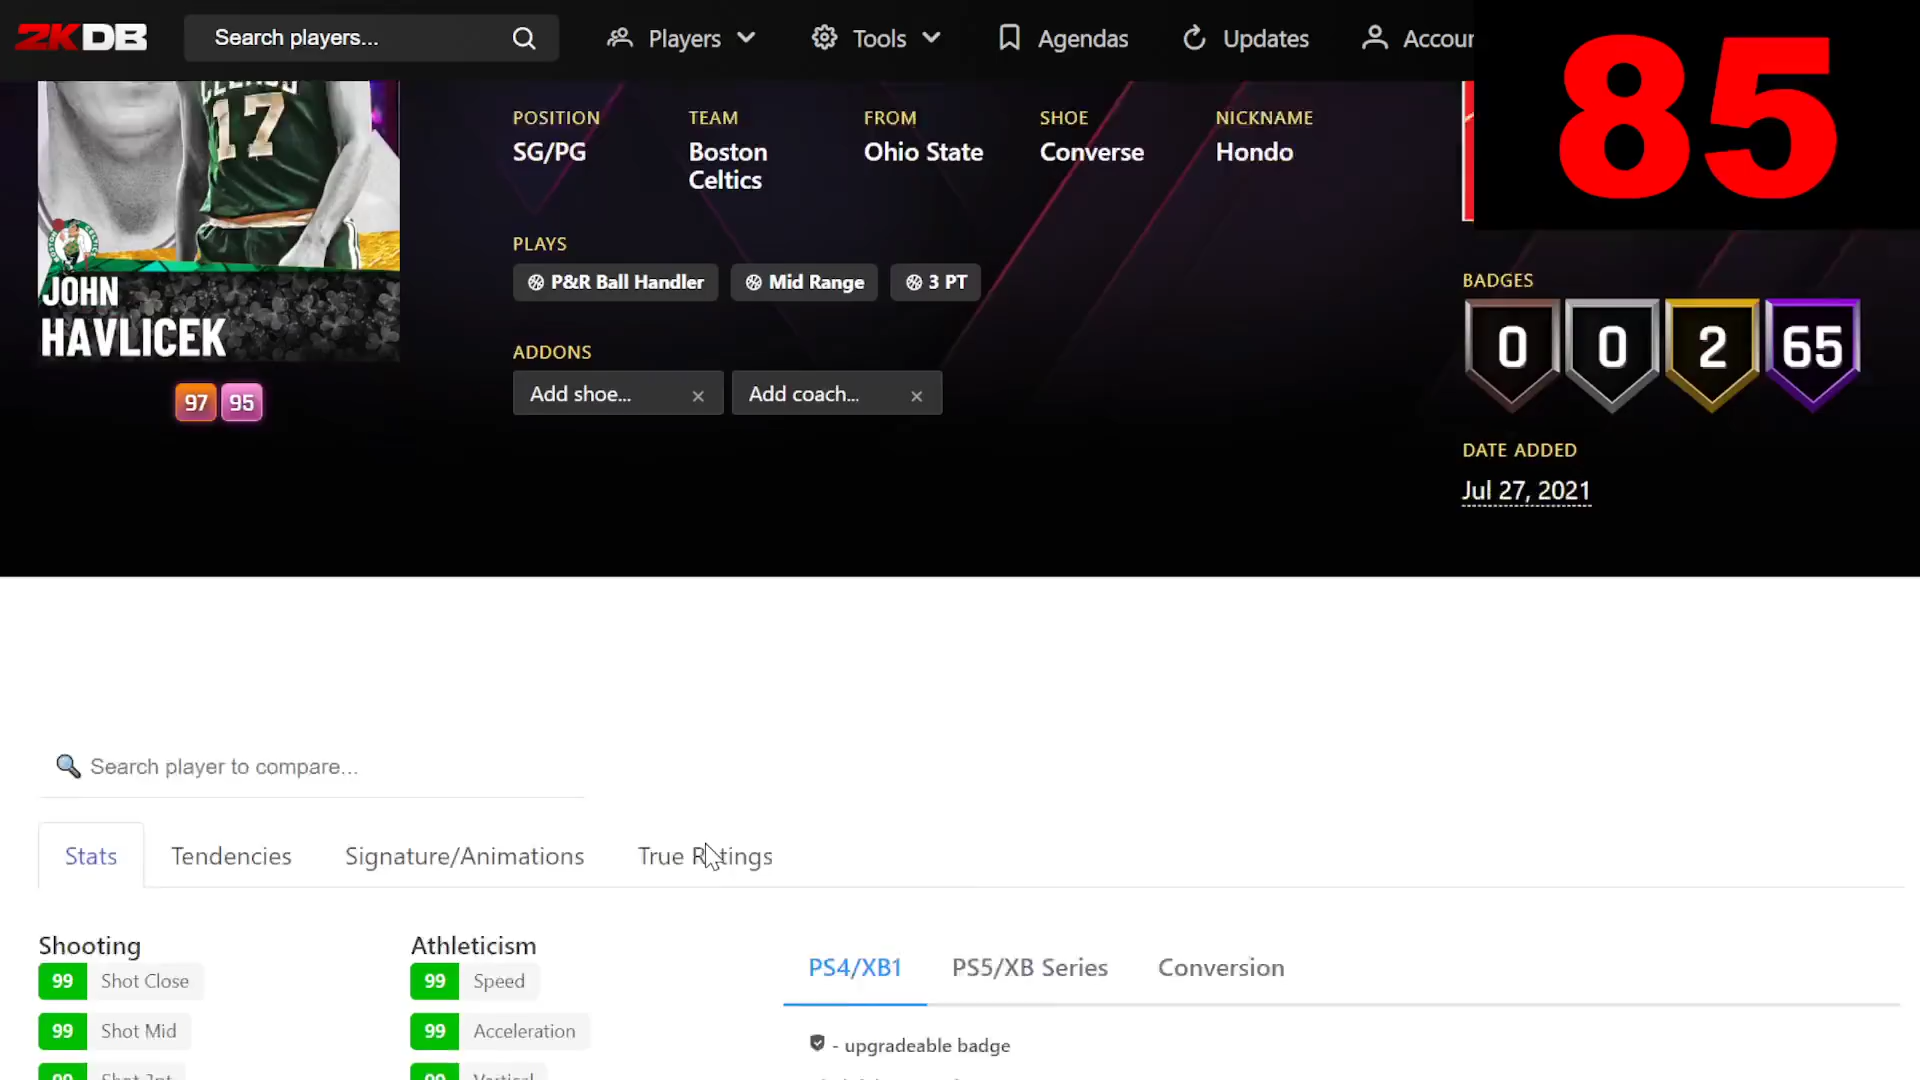 2KDB
Search players...
Players
Tools
Agendas
Updates
Accoun
85
17
POSITION
SG/PG
TEAM
Boston
Celtics
FROM
Ohio State
SHOE
Converse
NICKNAME
Hondo
PLAYS
P&R Ball Handler
Mid Range
3 PT
JOHN
HAVLICEK
97 95
ADDONS
Add shoe... ×
Add coach... ×
BADGES
0 0 2 65
DATE ADDED
Jul 27, 2021
Search player to compare...
Stats
Tendencies
Signature/Animations
True Ratings
Shooting
99 Shot Close
99 Shot Mid
Athleticism
99 Speed
99 Acceleration
PS4/XB1
PS5/XB Series
Conversion
- upgradeable badge